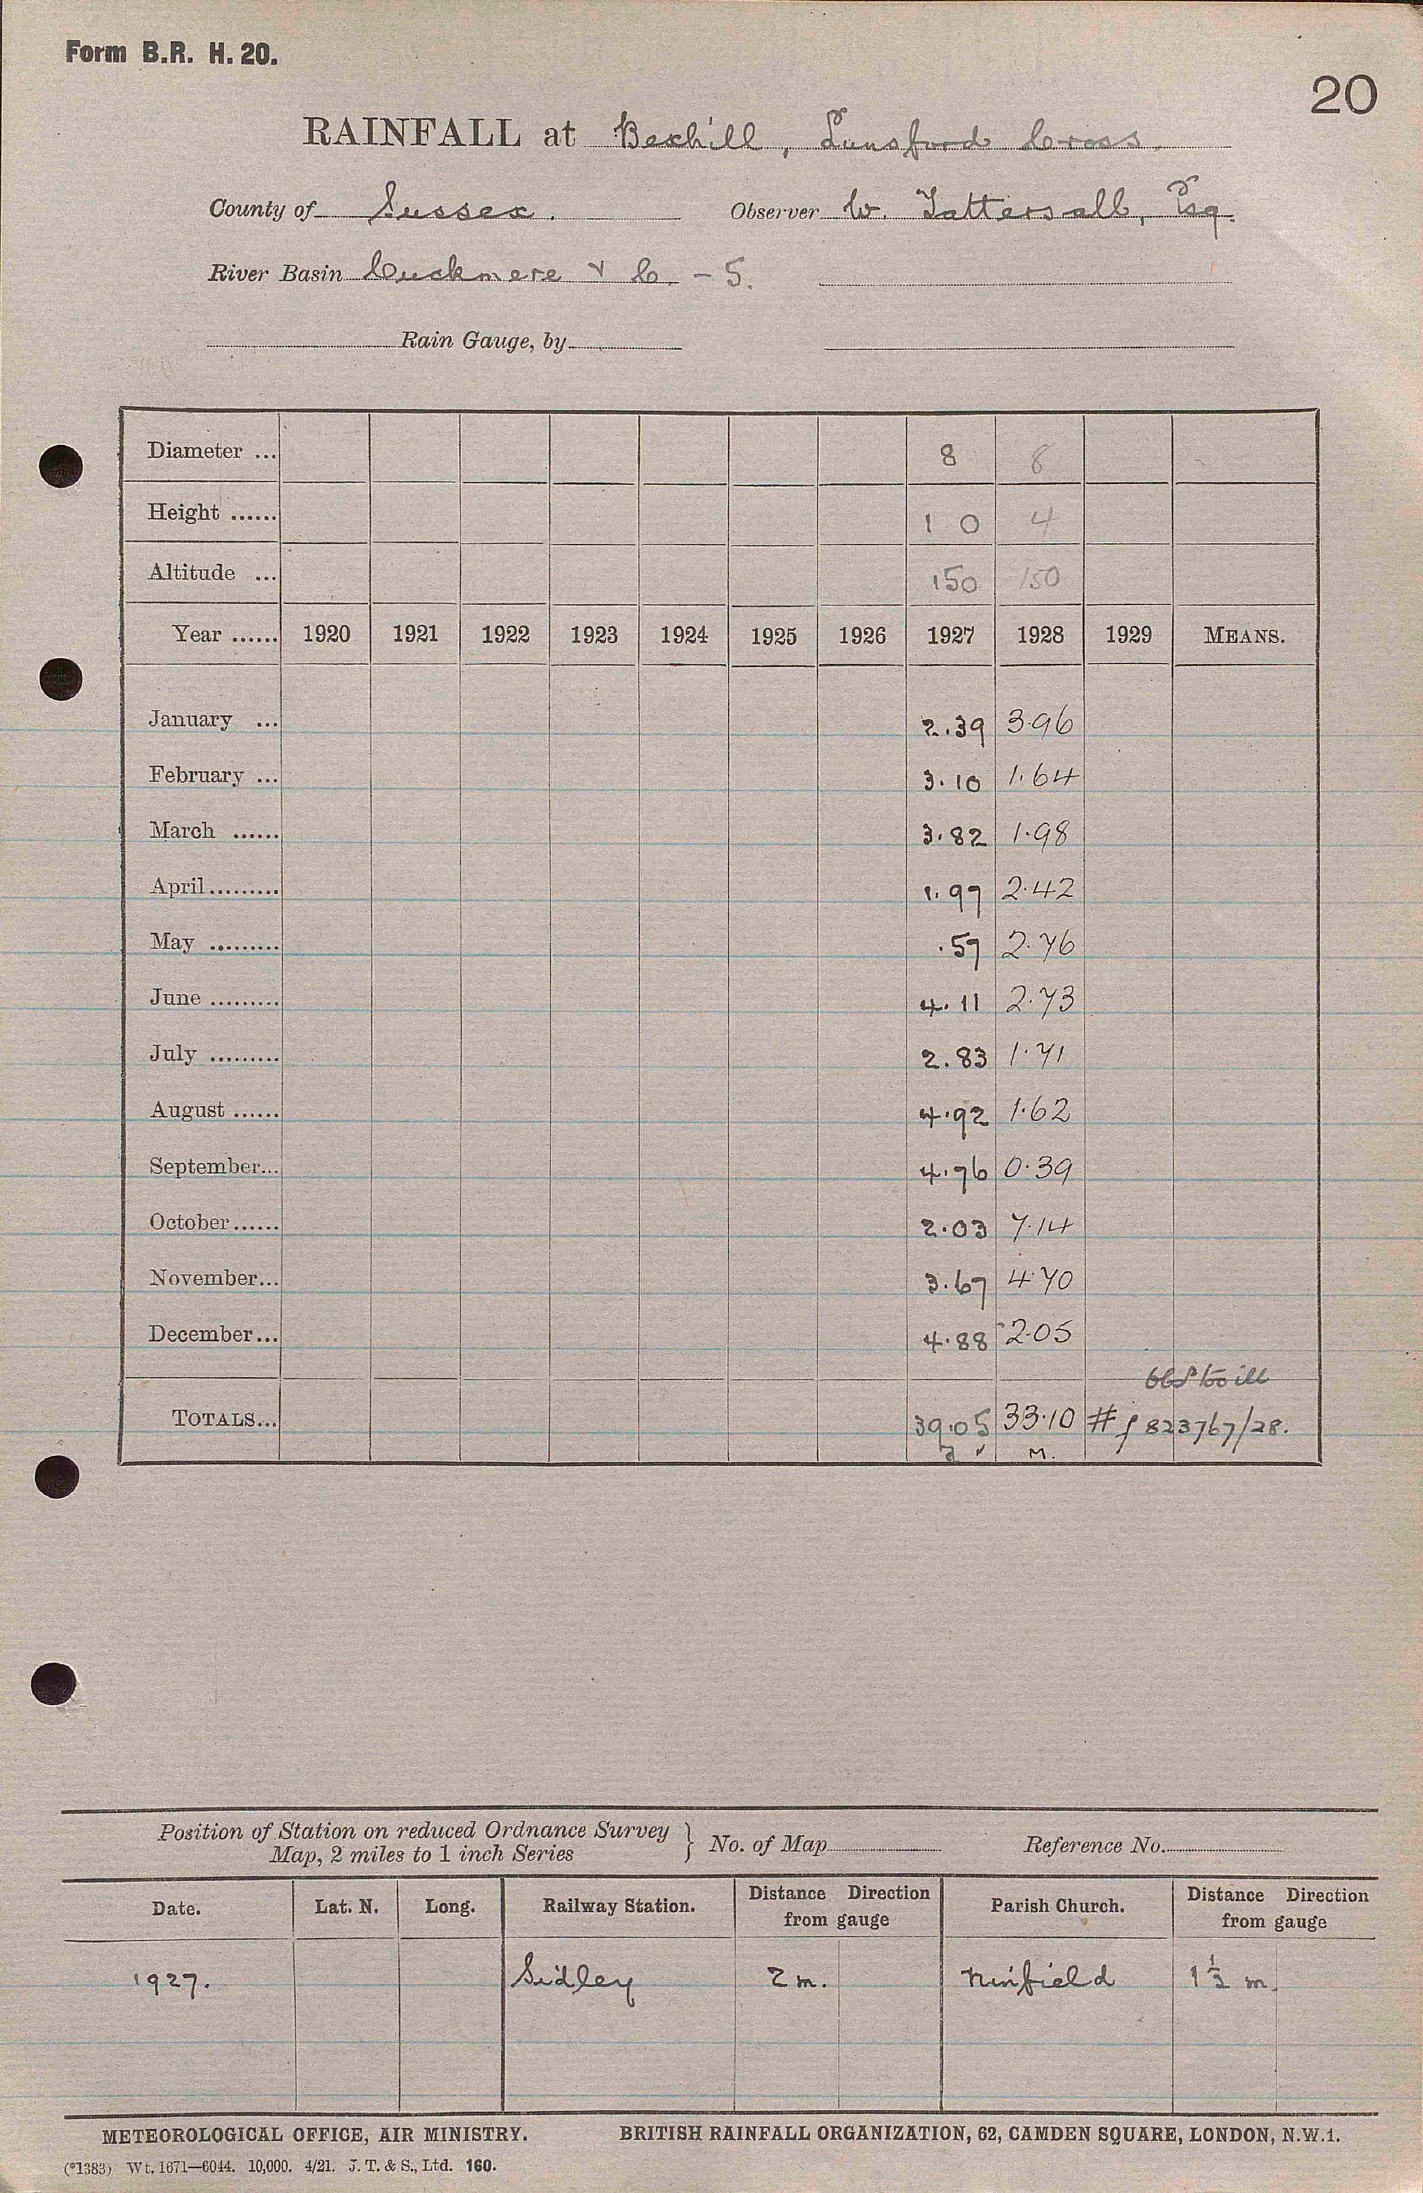 Form B.R. H. 20.
20
RAINFALL at Bexhill, Lunsford Cross.
County of Sussex. Observer W. Tattersall, Esq.
River Basin Cuckmere & C. - 5.
Rain Gauge, by
Diameter ... 8 8
Height ...... 1 0 4
Altitude ... 150 150
Year ...... 1920 1921 1922 1923 1924 1925 1926 1927 1928 1929 MEANS.
January ... 2.39 3.96
February ... 3.10 1.64
March ...... 3.82 1.98
April ......... 1.97 2.42
May ......... .57 2.76
June ......... 4.11 2.73
July ......... 2.83 1.71
August ...... 4.92 1.62
September... 4.76 0.39
October...... 2.03 7.14
November... 3.67 4.70
December... 4.88 2.05
obs too ill
TOTALS... 39.05 33.10 # f 823767/28.
M.
Position of Station on reduced Ordnance Survey
Map, 2 miles to 1 inch Series } No. of Map Reference No.
Date. Lat. N. Long. Railway Station. Distance Direction from gauge Parish Church. Distance Direction from gauge
1927. Sidley 2 m. Ninfield 1 1/2 m.
METEOROLOGICAL OFFICE, AIR MINISTRY. BRITISH RAINFALL ORGANIZATION, 62, CAMDEN SQUARE, LONDON, N.W.1.
(*1383) Wt. 1671—6044. 10,000. 4/21. J. T. & S., Ltd. 160.